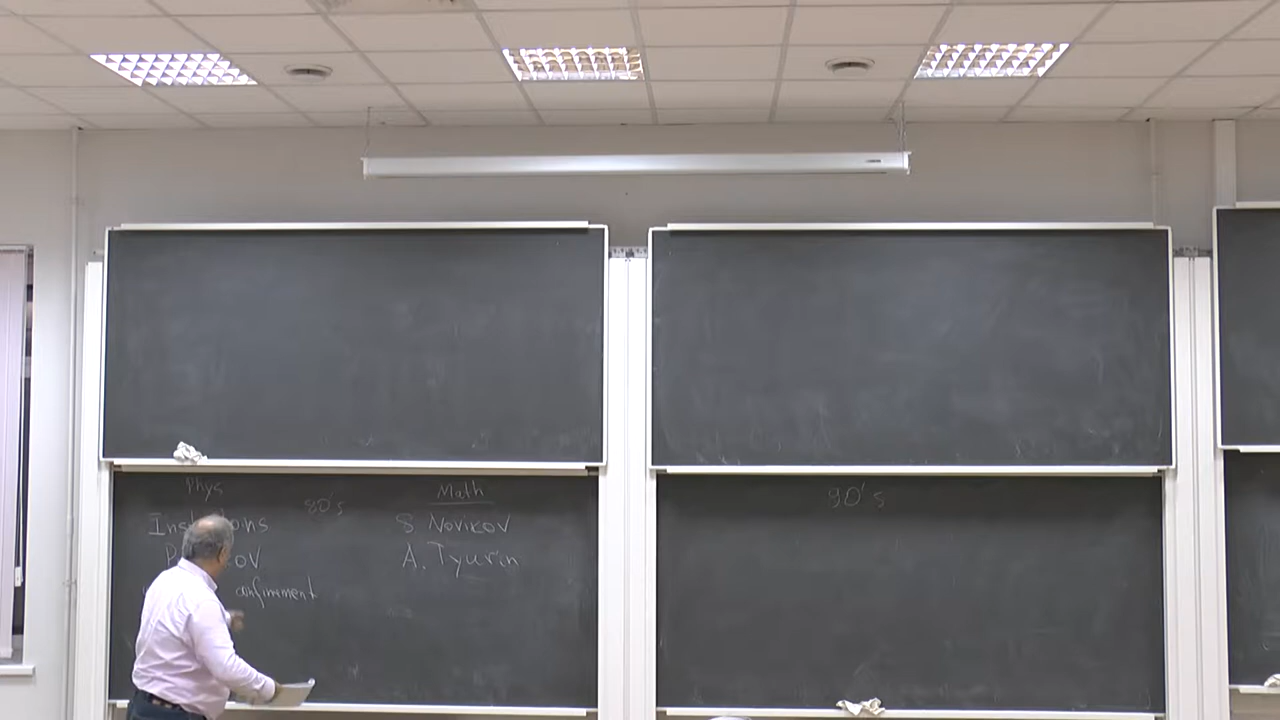 Phys
80's
Math
S Novikov
A. Tyurin
confinement
90's